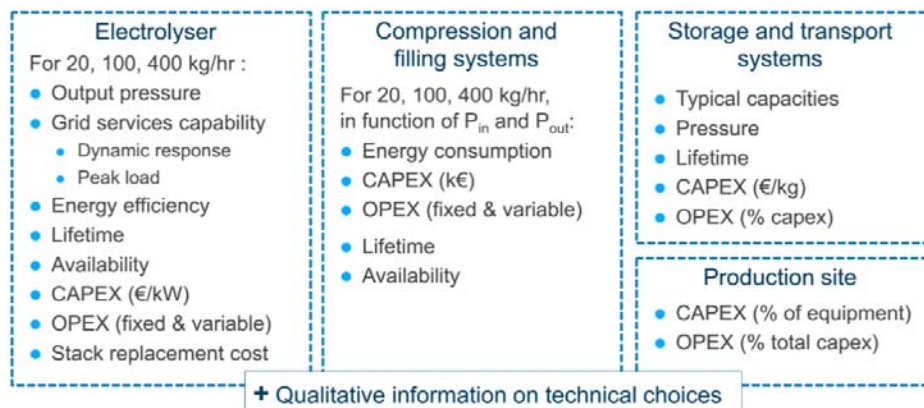 Electrolyser
For 20, 100, 400 kg/hr :
Output pressure
Grid services capability
Dynamic response
Peak load
Energy efficiency
Lifetime
Availability
CAPEX (€/kW)
OPEX (fixed & variable)
Stack replacement cost
Compression and
filling systems
For 20, 100, 400 kg/hr,
in function of Pin and Pout:
Energy consumption
CAPEX (k€)
OPEX (fixed & variable)
Lifetime
Availability
Storage and transport
systems
Typical capacities
Pressure
Lifetime
CAPEX (€/kg)
OPEX (% capex)
Production site
CAPEX (% of equipment)
OPEX (% total capex)
+ Qualitative information on technical choices